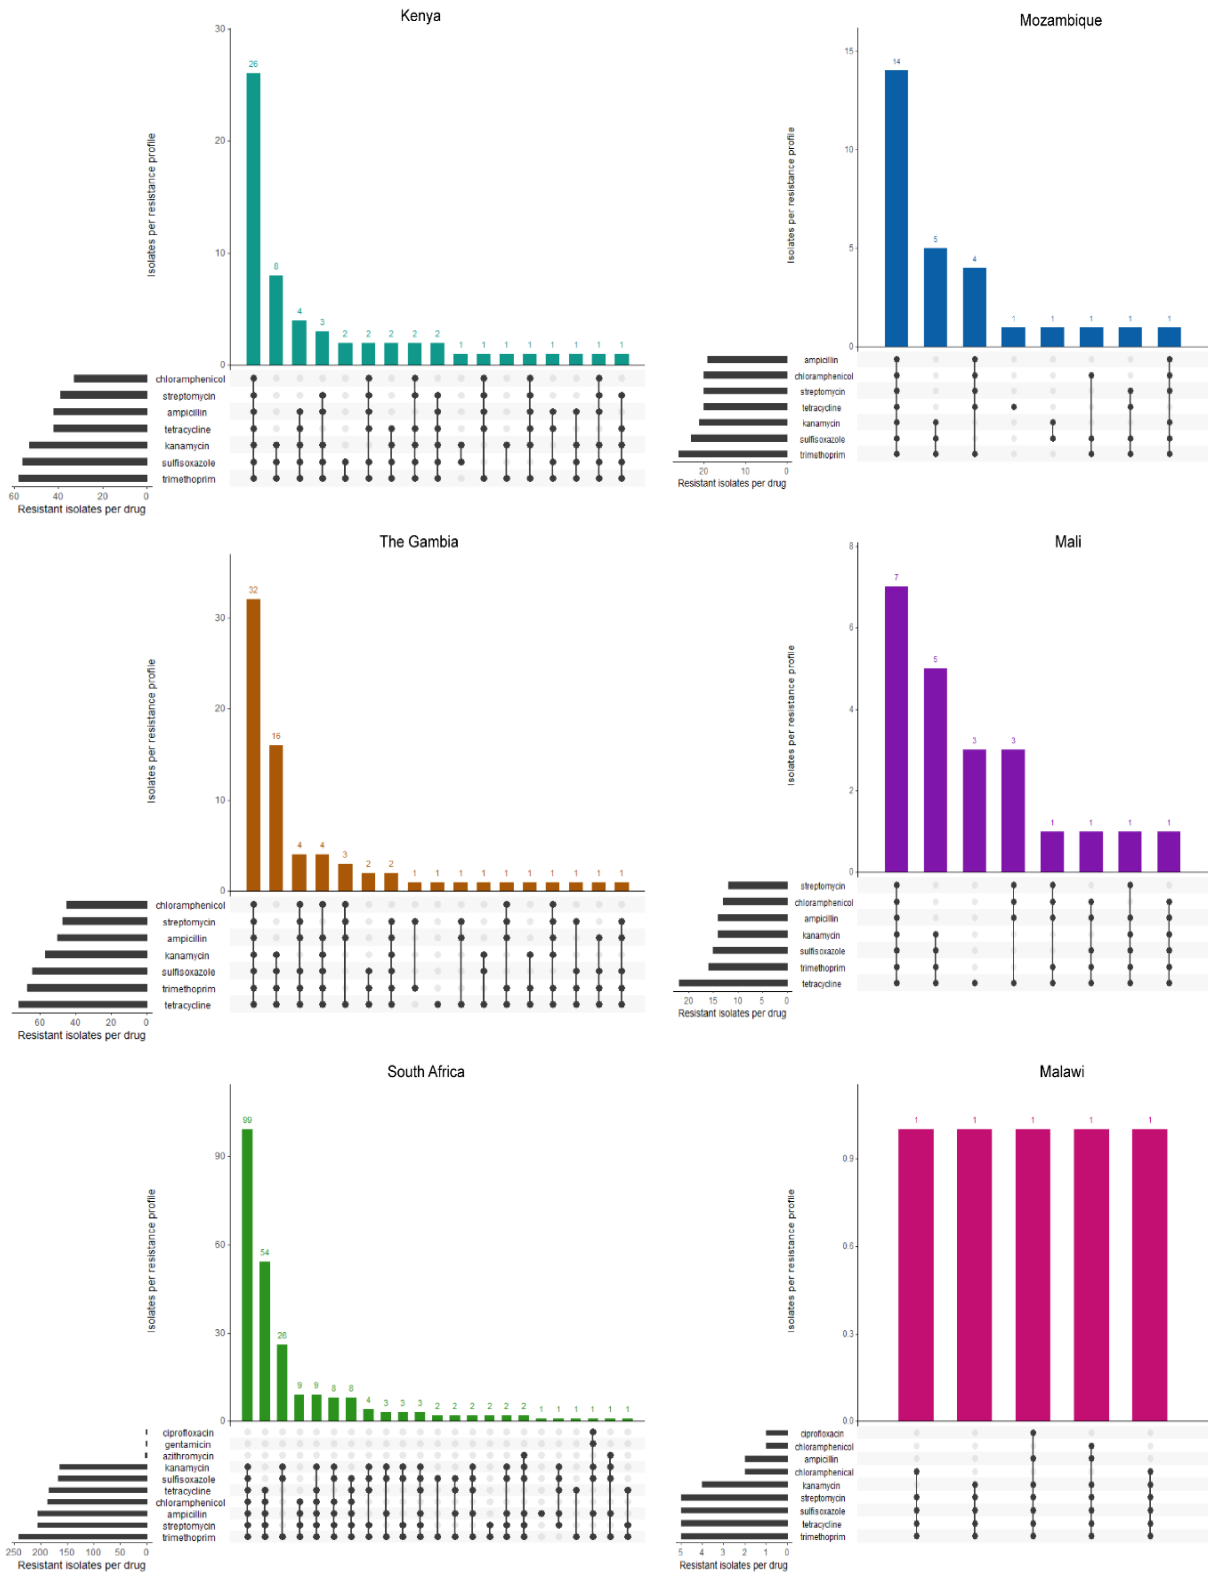 Kenya
30
20
10
0
Isolates per resistance profile
26 8 4 3 2 2 2 2 2 1 1 1 1 1 1 1 1
chloramphenicol
streptomycin
ampicillin
tetracycline
kanamycin
sulfisoxazole
trimethoprim
60 40 20 0
Resistant isolates per drug
Mozambique
15
10
5
0
Isolates per resistance profile
14 5 4 1 1 1 1 1
ampicillin
chloramphenicol
streptomycin
tetracycline
kanamycin
sulfisoxazole
trimethoprim
20 10 0
Resistant isolates per drug
The Gambia
30
20
10
0
Isolates per resistance profile
32 16 4 4 3 2 2 1 1 1 1 1 1 1 1 1 1
chloramphenicol
streptomycin
ampicillin
kanamycin
sulfisoxazole
trimethoprim
tetracycline
60 40 20 0
Resistant isolates per drug
Mali
8
6
4
2
0
Isolates per resistance profile
7 5 3 3 1 1 1 1
streptomycin
chloramphenicol
ampicillin
kanamycin
sulfisoxazole
trimethoprim
tetracycline
20 15 10 5 0
Resistant isolates per drug
South Africa
90
60
30
0
Isolates per resistance profile
99 54 26 9 9 8 8 4 3 3 3 2 2 2 2 2 2 1 1 1 1 1 1
ciprofloxacin
gentamicin
azithromycin
kanamycin
sulfisoxazole
tetracycline
chloramphenicol
ampicillin
streptomycin
trimethoprim
250 200 150 100 50 0
Resistant isolates per drug
Malawi
0.9
0.6
0.3
0.0
Isolates per resistance profile
1 1 1 1 1
ciprofloxacin
chloramphenicol
ampicillin
chloramphenical
kanamycin
streptomycin
sulfisoxazole
tetracycline
trimethoprim
5 4 3 2 1 0
Resistant isolates per drug